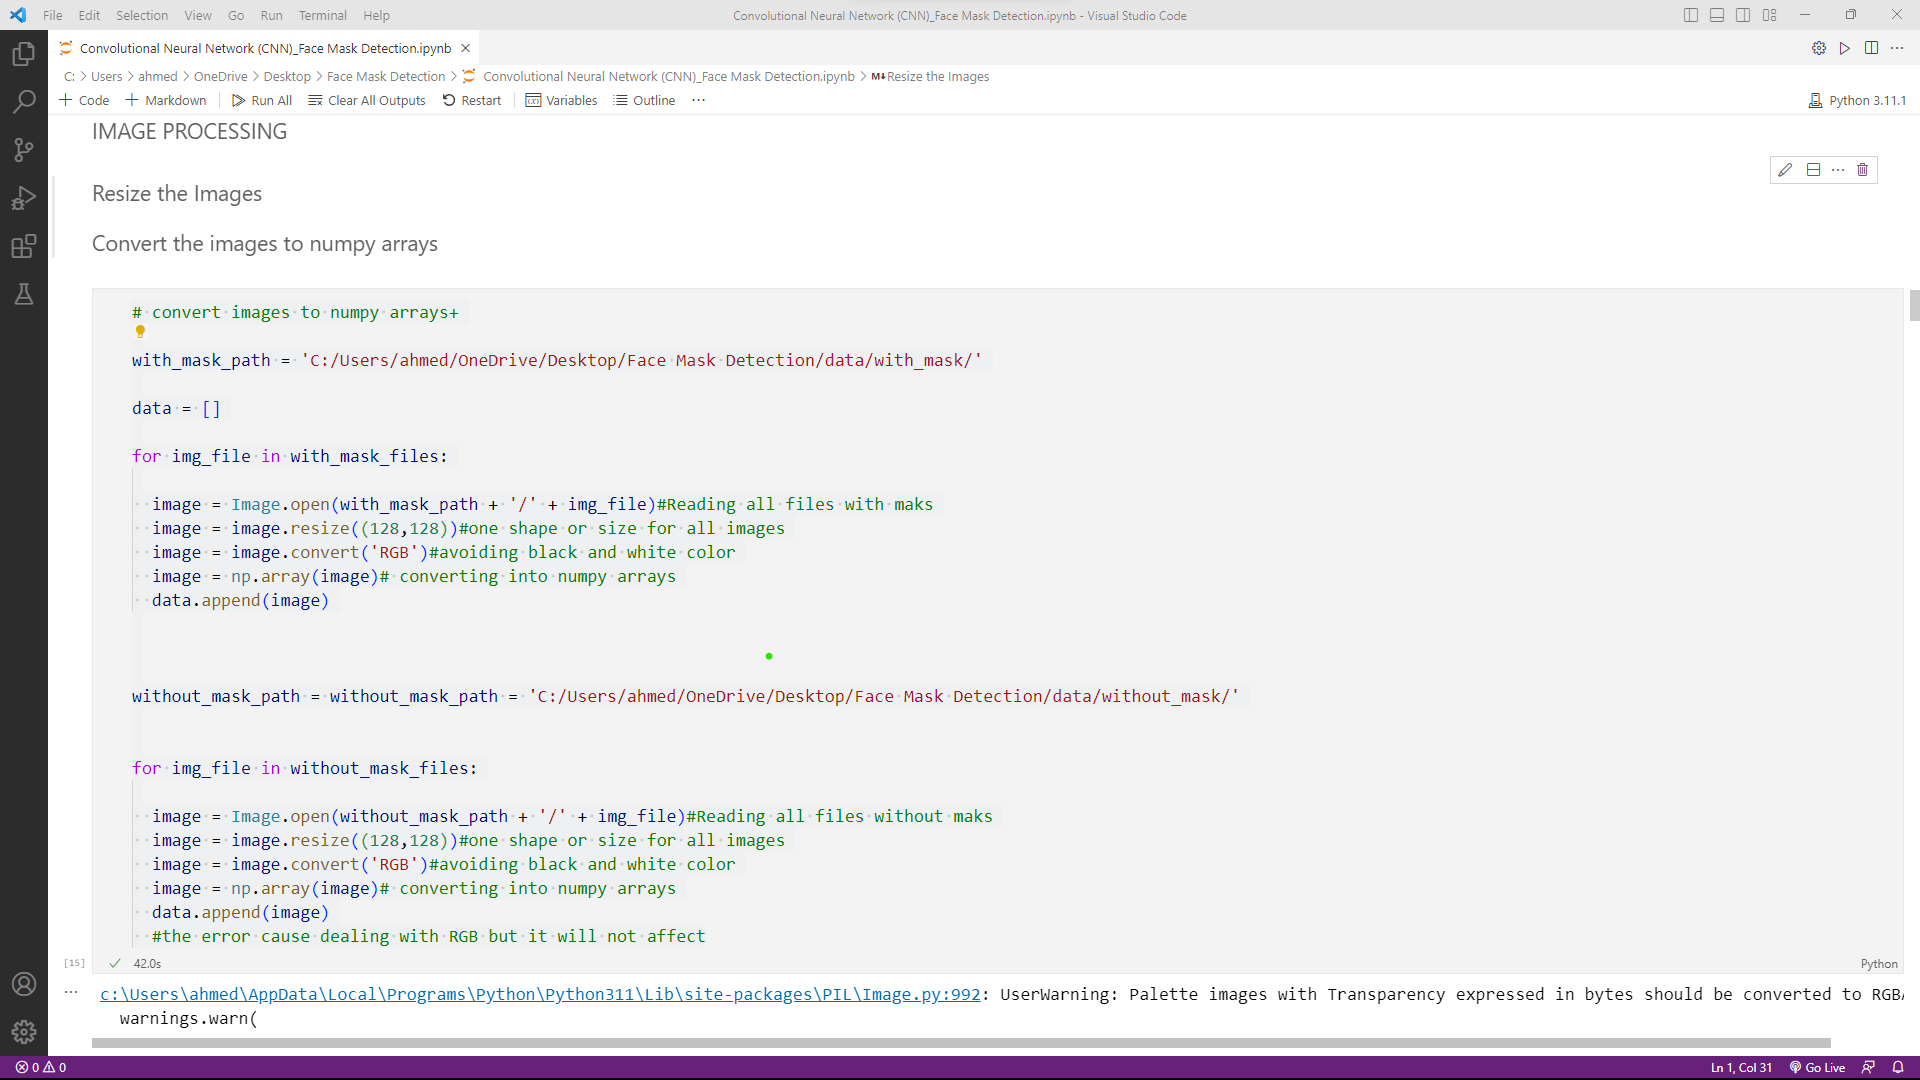 File Edit Selection View Go Run Terminal Help
Convolutional Neural Network (CNN)_Face Mask Detection.ipynb - Visual Studio Code
Convolutional Neural Network (CNN)_Face Mask Detection.ipynb
C: > Users > ahmed > OneDrive > Desktop > Face Mask Detection > Convolutional Neural Network (CNN)_Face Mask Detection.ipynb > M↓Resize the Images
+ Code + Markdown Run All Clear All Outputs Restart Variables Outline ...
Python 3.11.1
IMAGE PROCESSING
Resize the Images
Convert the images to numpy arrays
# convert images to numpy arrays+
with_mask_path = 'C:/Users/ahmed/OneDrive/Desktop/Face Mask Detection/data/with_mask/'
data = []
for img_file in with_mask_files:
image = Image.open(with_mask_path + '/' + img_file)#Reading all files with maks
image = image.resize((128,128))#one shape or size for all images
image = image.convert('RGB')#avoiding black and white color
image = np.array(image)# converting into numpy arrays
data.append(image)
without_mask_path = without_mask_path = 'C:/Users/ahmed/OneDrive/Desktop/Face Mask Detection/data/without_mask/'
for img_file in without_mask_files:
image = Image.open(without_mask_path + '/' + img_file)#Reading all files without maks
image = image.resize((128,128))#one shape or size for all images
image = image.convert('RGB')#avoiding black and white color
image = np.array(image)# converting into numpy arrays
data.append(image)
#the error cause dealing with RGB but it will not affect
[15] 42.0s
Python
... c:\Users\ahmed\AppData\Local\Programs\Python\Python311\Lib\site-packages\PIL\Image.py:992: UserWarning: Palette images with Transparency expressed in bytes should be converted to RGBA
warnings.warn(
0 0
Ln 1, Col 31 Go Live